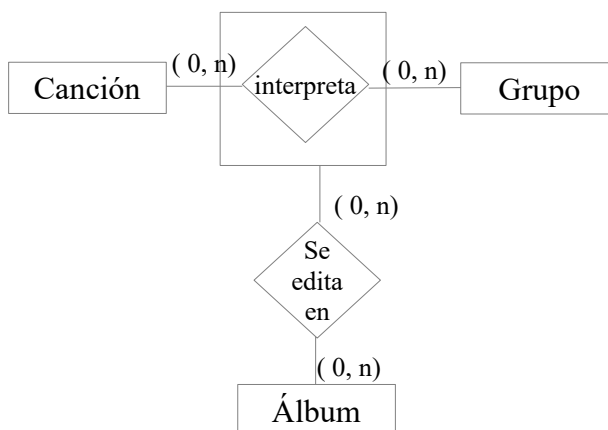 ( 0, n)
( 0, n)
Canción
interpreta
Grupo
( 0, n)
Se
edita
en
( 0, n)
Álbum